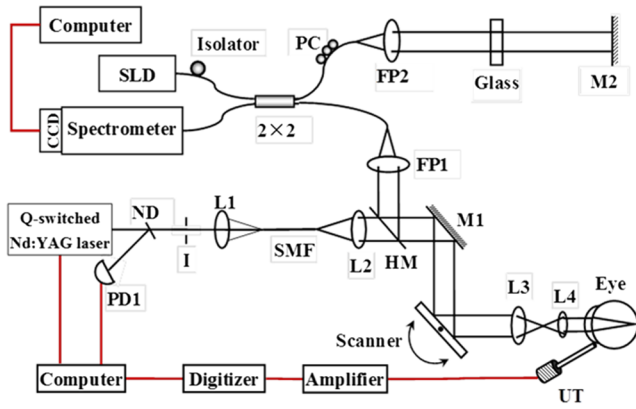 Computer
Isolator
PC
SLD
FP2
Glass
M2
CCD
Spectrometer
2×2
FP1
Q-switched
Nd:YAG laser
ND
I
L1
SMF
L2
HM
M1
PD1
L3
L4
Eye
Scanner
UT
Computer
Digitizer
Amplifier